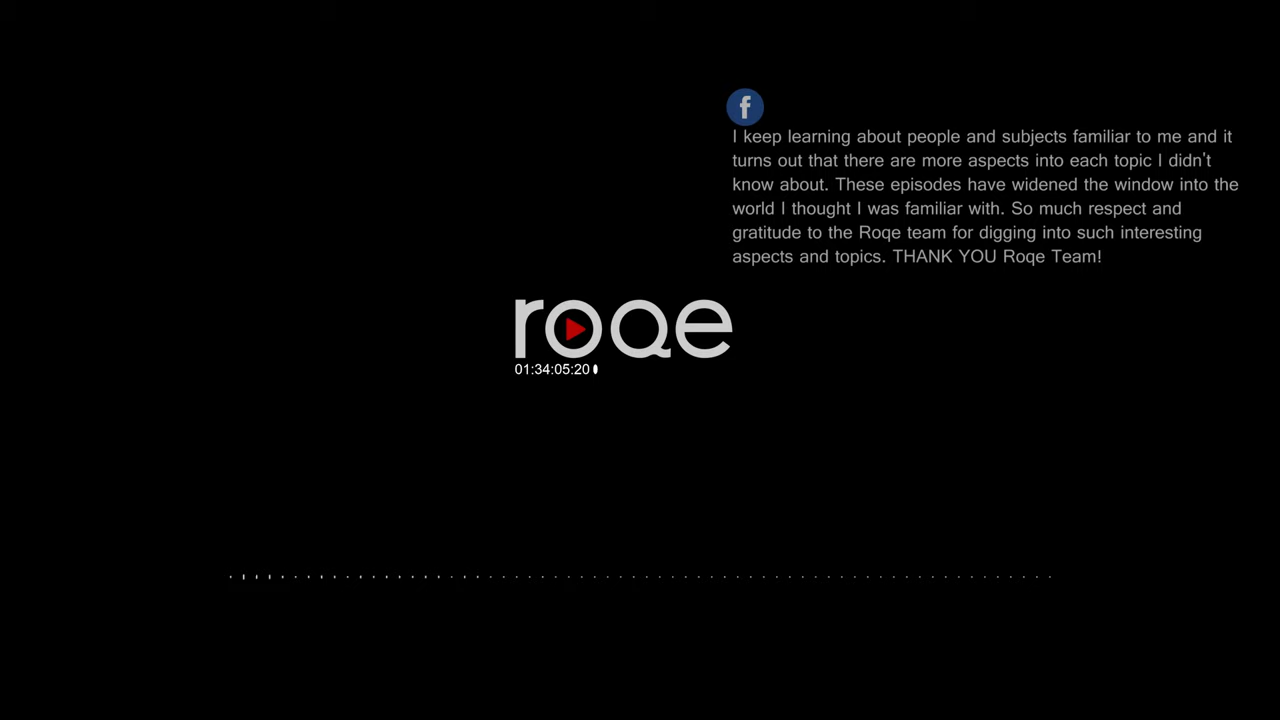 f
I keep learning about people and subjects familiar to me and it
turns out that there are more aspects into each topic I didn't
know about. These episodes have widened the window into the
world I thought I was familiar with. So much respect and
gratitude to the Roqe team for digging into such interesting
aspects and topics. THANK YOU Roqe Team!
roqe
01:34:05:20